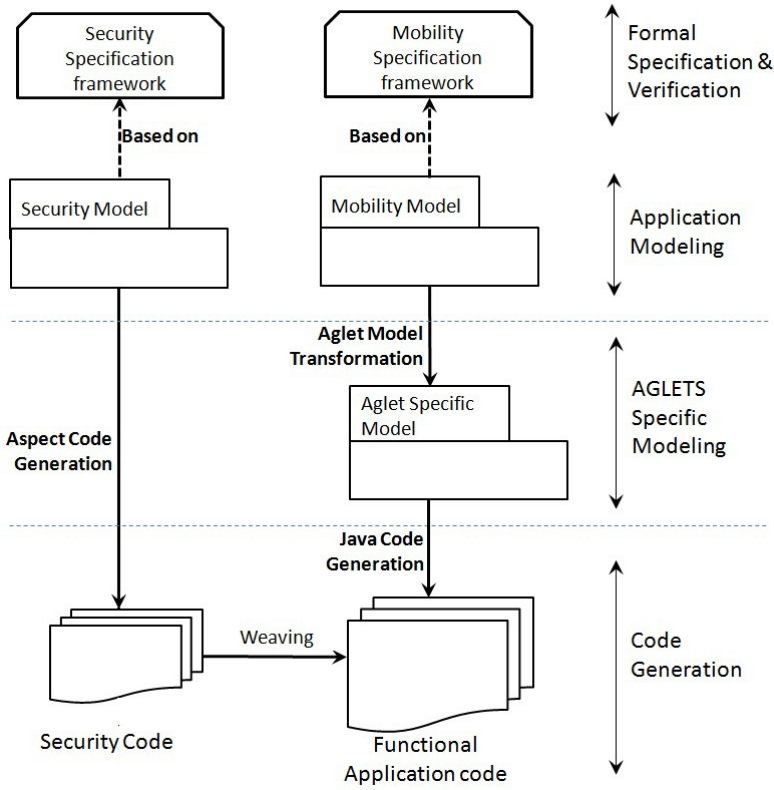 Security
Specification
framework
Mobility
Specification
framework
Formal
Specification &
Verification
Based on
Based on
Security Model
Mobility Model
Application
Modeling
Aglet Model
Transformation
Aglet Specific
Model
AGLETS
Specific
Modeling
Aspect Code
Generation
Java Code
Generation
Weaving
Code
Generation
Security Code
Functional
Application code